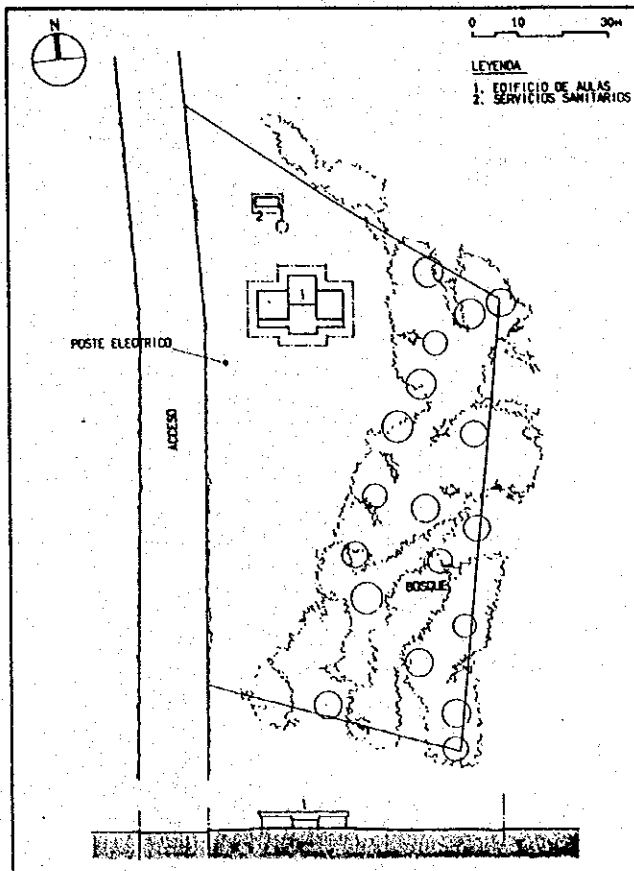 N
0 10 30M
LEYENDA
1. EDIFICIO DE AULAS
2. SERVICIOS SANITARIOS
2
1
POSTE ELECTRICO
ACCESO
BOSQUE
1